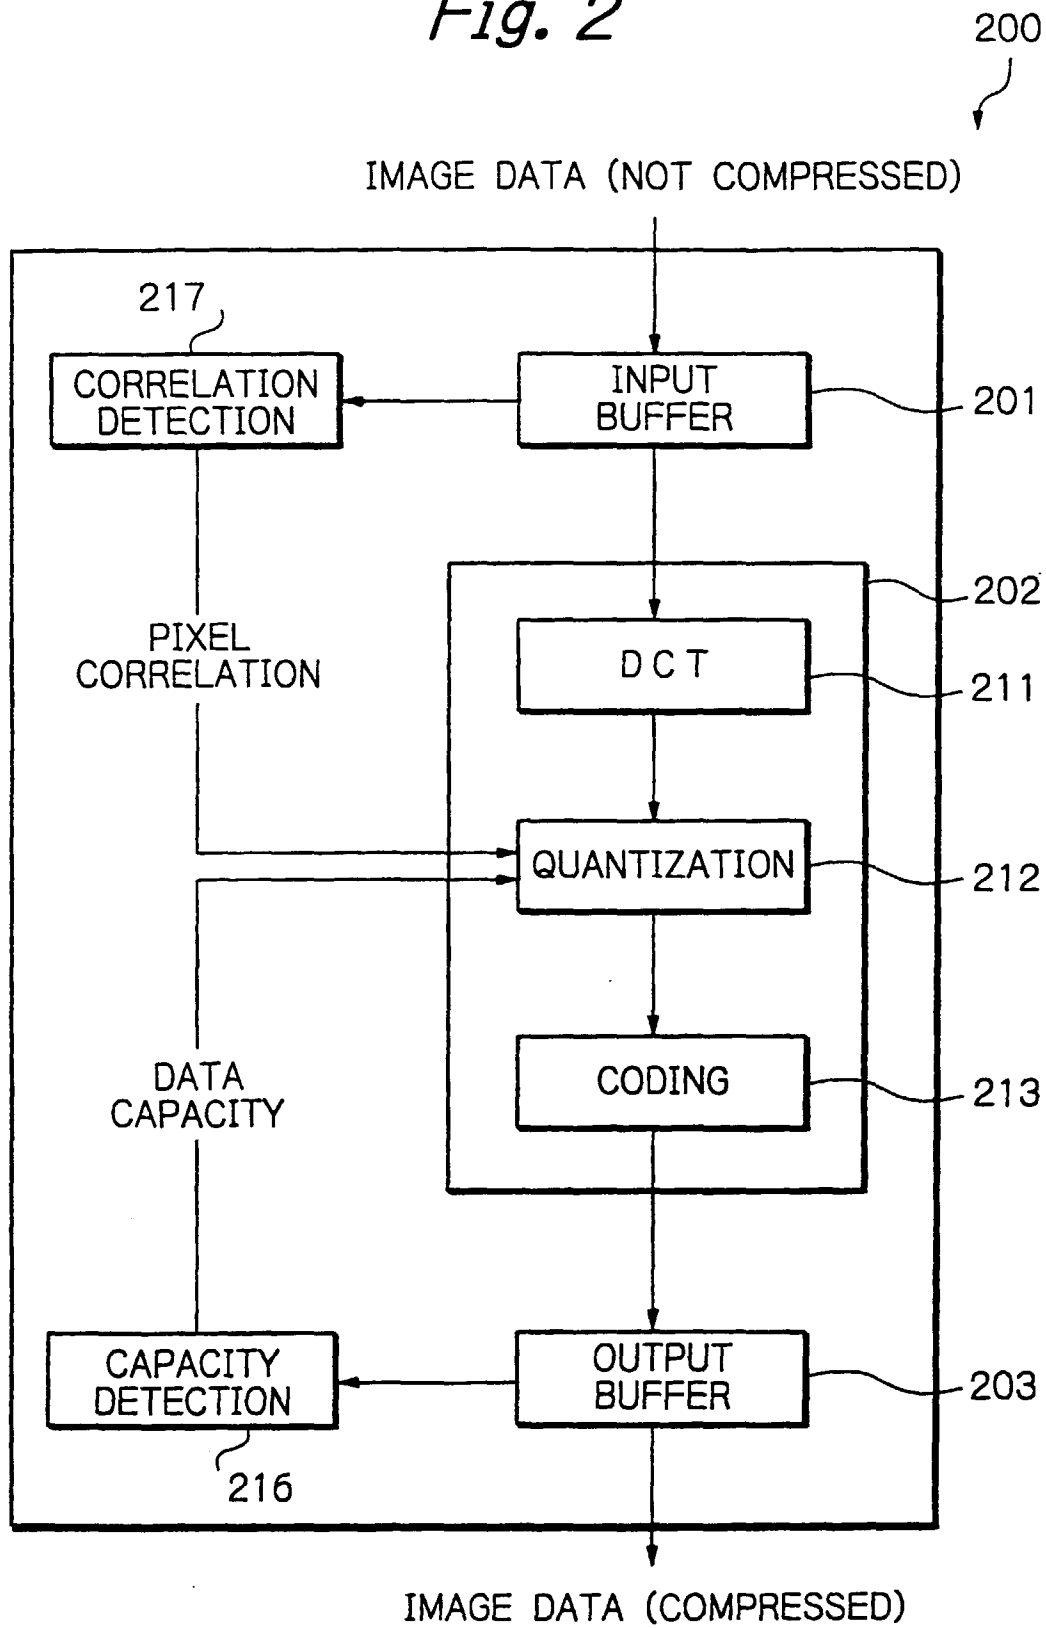 Fig. 2
200
IMAGE DATA (NOT COMPRESSED)
217
CORRELATION
DETECTION
INPUT
BUFFER
201
202
PIXEL
CORRELATION
DCT
211
QUANTIZATION
212
DATA
CAPACITY
CODING
213
CAPACITY
DETECTION
OUTPUT
BUFFER
203
216
IMAGE DATA (COMPRESSED)